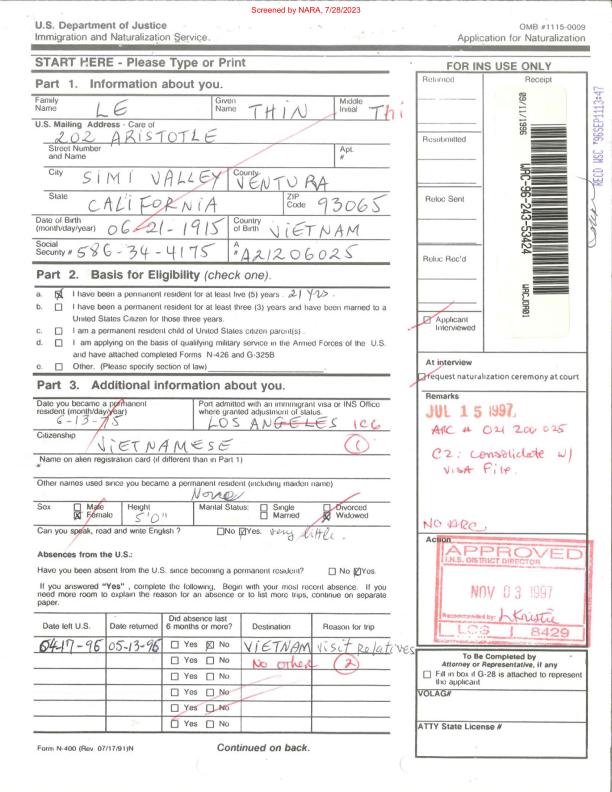 Screened by NARA, 7/28/2023
U.S. Department of Justice
Immigration and Naturalization Service.
OMB #1115-0009
Application for Naturalization
START HERE - Please Type or Print
Part 1. Information about you.
Family Name LE
Given Name THIN
Middle Initial Thi
U.S. Mailing Address - Care of
202 ARISTOTLE
Street Number and Name
Apt. #
City SIMI VALLEY
County VENTURA
State CALIFORNIA
ZIP Code 93065
Date of Birth (month/day/year) 06-21-1915
Country of Birth VIETNAM
Social Security # 586-34-4175
A # A21206025
Part 2. Basis for Eligibility (check one).
a. ☒ I have been a permanent resident for at least five (5) years . 21 yrs.
b. ☐ I have been a permanent resident for at least three (3) years and have been married to a
United States Citizen for those three years.
c. ☐ I am a permanent resident child of United States citizen parent(s) .
d. ☐ I am applying on the basis of qualifying military service in the Armed Forces of the U.S.
and have attached completed Forms N-426 and G-325B
e. ☐ Other. (Please specify section of law)
Part 3. Additional information about you.
Date you became a permanent resident (month/day/year)
6-13-75
Port admitted with an immigrant visa or INS Office
where granted adjustment of status.
LOS ANGELES IC6
Citizenship
VIETNAMESE
1
Name on alien registration card (if different than in Part 1)
Other names used since you became a permanent resident (including maiden name)
None
Sex ☐ Male ☒ Female
Height 5'0"
Marital Status: ☐ Single ☐ Married ☐ Divorced ☒ Widowed
Can you speak, read and write English ? ☐No ☑Yes. very little.
Absences from the U.S.:
Have you been absent from the U.S. since becoming a permanent resident? ☐ No ☑Yes.
If you answered "Yes" , complete the following, Begin with your most recent absence. If you
need more room to explain the reason for an absence or to list more trips, continue on separate
paper.
Date left U.S. Date returned Did absence last 6 months or more? Destination Reason for trip
04-17-96 05-13-96 ☐ Yes ☒ No VIETNAM visit Relatives
☐ Yes ☐ No No other 2
☐ Yes ☐ No
☐ Yes ☐ No
☐ Yes ☐ No
☐ Yes ☐ No
Form N-400 (Rev. 07/17/91)N
Continued on back.
FOR INS USE ONLY
Returned
Receipt
Resubmitted
Reloc Sent
Reloc Rec'd
09/11/1996
WAC-96-243-53424
RECD WSC '96SEP1113:47
☐ Applicant Interviewed
At interview
☐ request naturalization ceremony at court
Remarks
JUL 15 1997
ARC # 021 206 025
C2: Consolidate w/
VISA File.
NO ARC
Action
APPROVED
I.N.S. DISTRICT DIRECTOR
NOV 03 1997
Recommended by:
LOS 8429
To Be Completed by
Attorney or Representative, if any
☐ Fill in box if G-28 is attached to represent
the applicant
VOLAG#
ATTY State License #